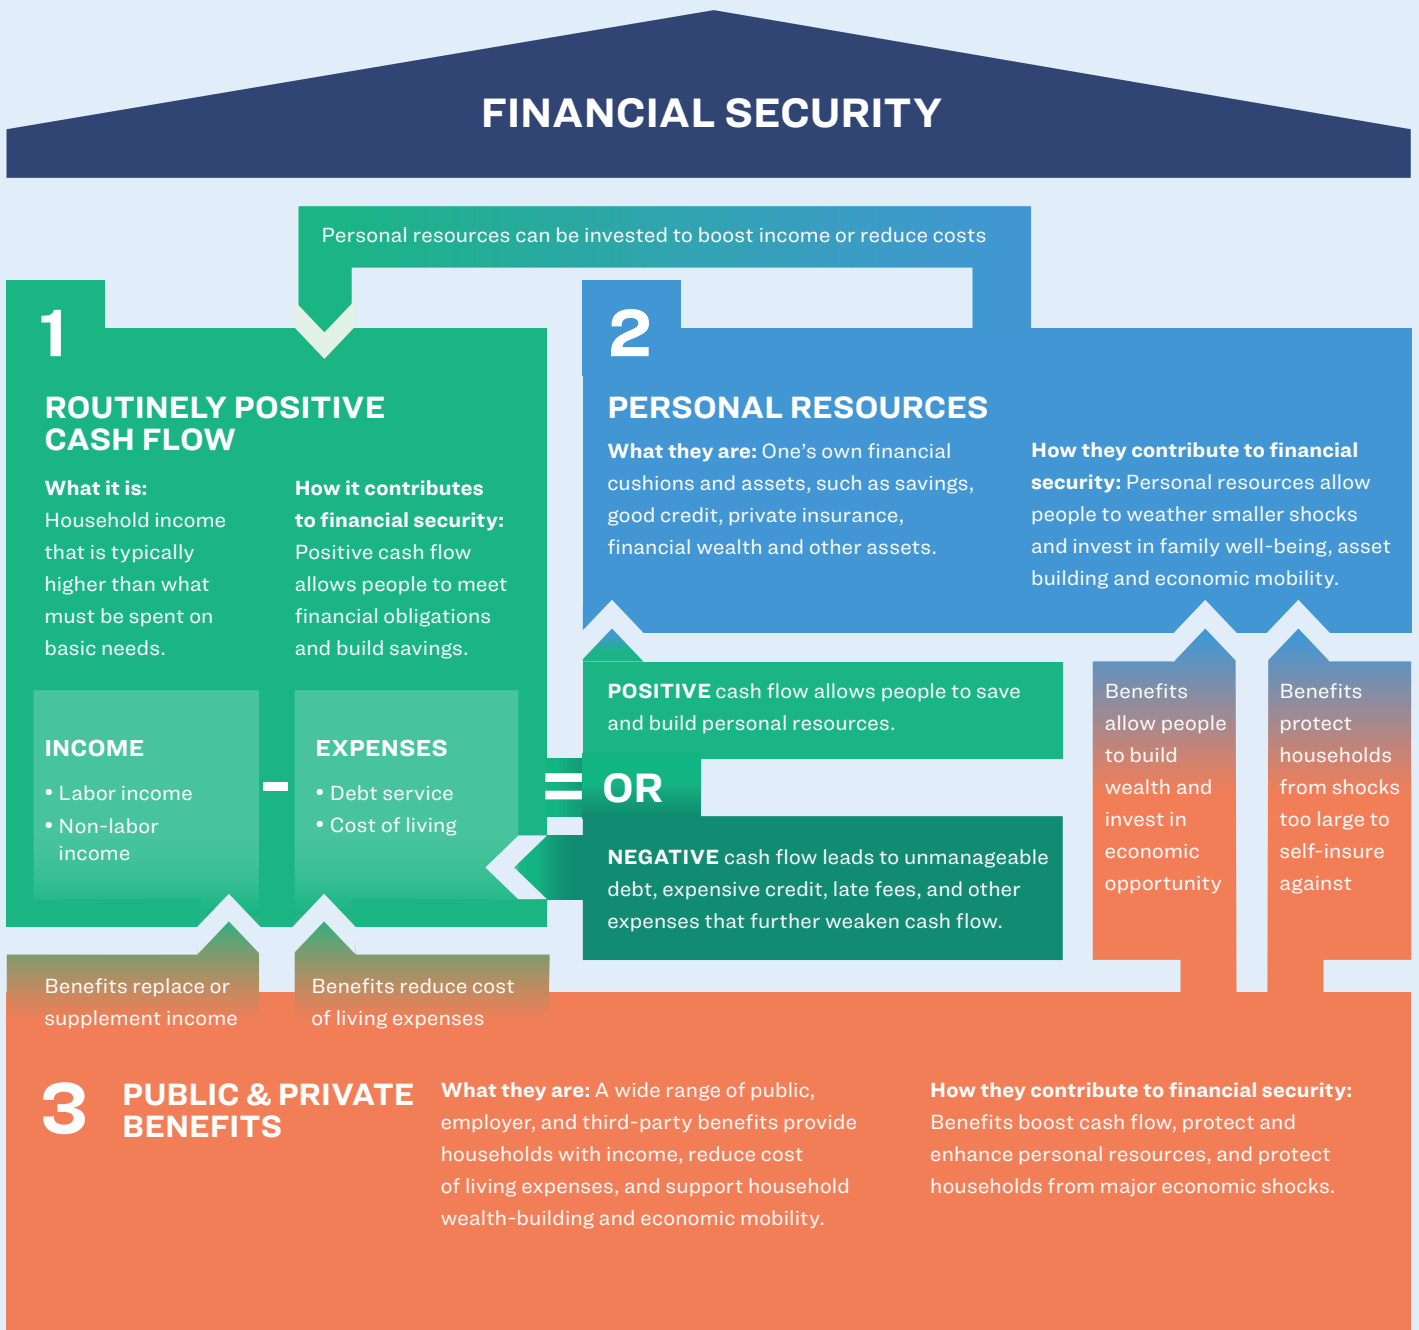 FINANCIAL SECURITY
Personal resources can be invested to boost income or reduce costs
1
ROUTINELY POSITIVE
CASH FLOW
What it is:
Household income
that is typically
higher than what
must be spent on
basic needs.
How it contributes
to financial security:
Positive cash flow
allows people to meet
financial obligations
and build savings.
INCOME
• Labor income
• Non-labor
income
-
EXPENSES
• Debt service
• Cost of living
=
2
PERSONAL RESOURCES
What they are: One’s own financial
cushions and assets, such as savings,
good credit, private insurance,
financial wealth and other assets.
How they contribute to financial
security: Personal resources allow
people to weather smaller shocks
and invest in family well-being, asset
building and economic mobility.
POSITIVE cash flow allows people to save
and build personal resources.
OR
NEGATIVE cash flow leads to unmanageable
debt, expensive credit, late fees, and other
expenses that further weaken cash flow.
Benefits
allow people
to build
wealth and
invest in
economic
opportunity
Benefits
protect
households
from shocks
too large to
self-insure
against
Benefits replace or
supplement income
Benefits reduce cost
of living expenses
3
PUBLIC & PRIVATE
BENEFITS
What they are: A wide range of public,
employer, and third-party benefits provide
households with income, reduce cost
of living expenses, and support household
wealth-building and economic mobility.
How they contribute to financial security:
Benefits boost cash flow, protect and
enhance personal resources, and protect
households from major economic shocks.